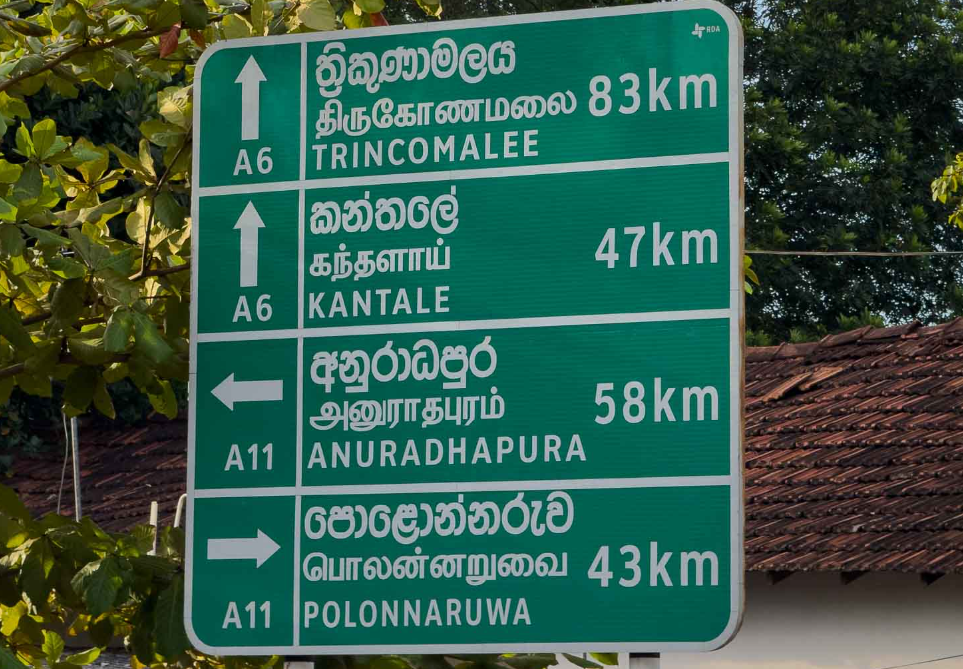 RDA
ත්‍රිකුණාමලය
திருகோணமலை 83km
A6 TRINCOMALEE
කන්තලේ
கந்தளாய் 47km
A6 KANTALE
අනුරාධපුර
அனுராதபுரம் 58km
A11 ANURADHAPURA
පොළොන්නරුව
பொலன்னறுவை 43km
A11 POLONNARUWA